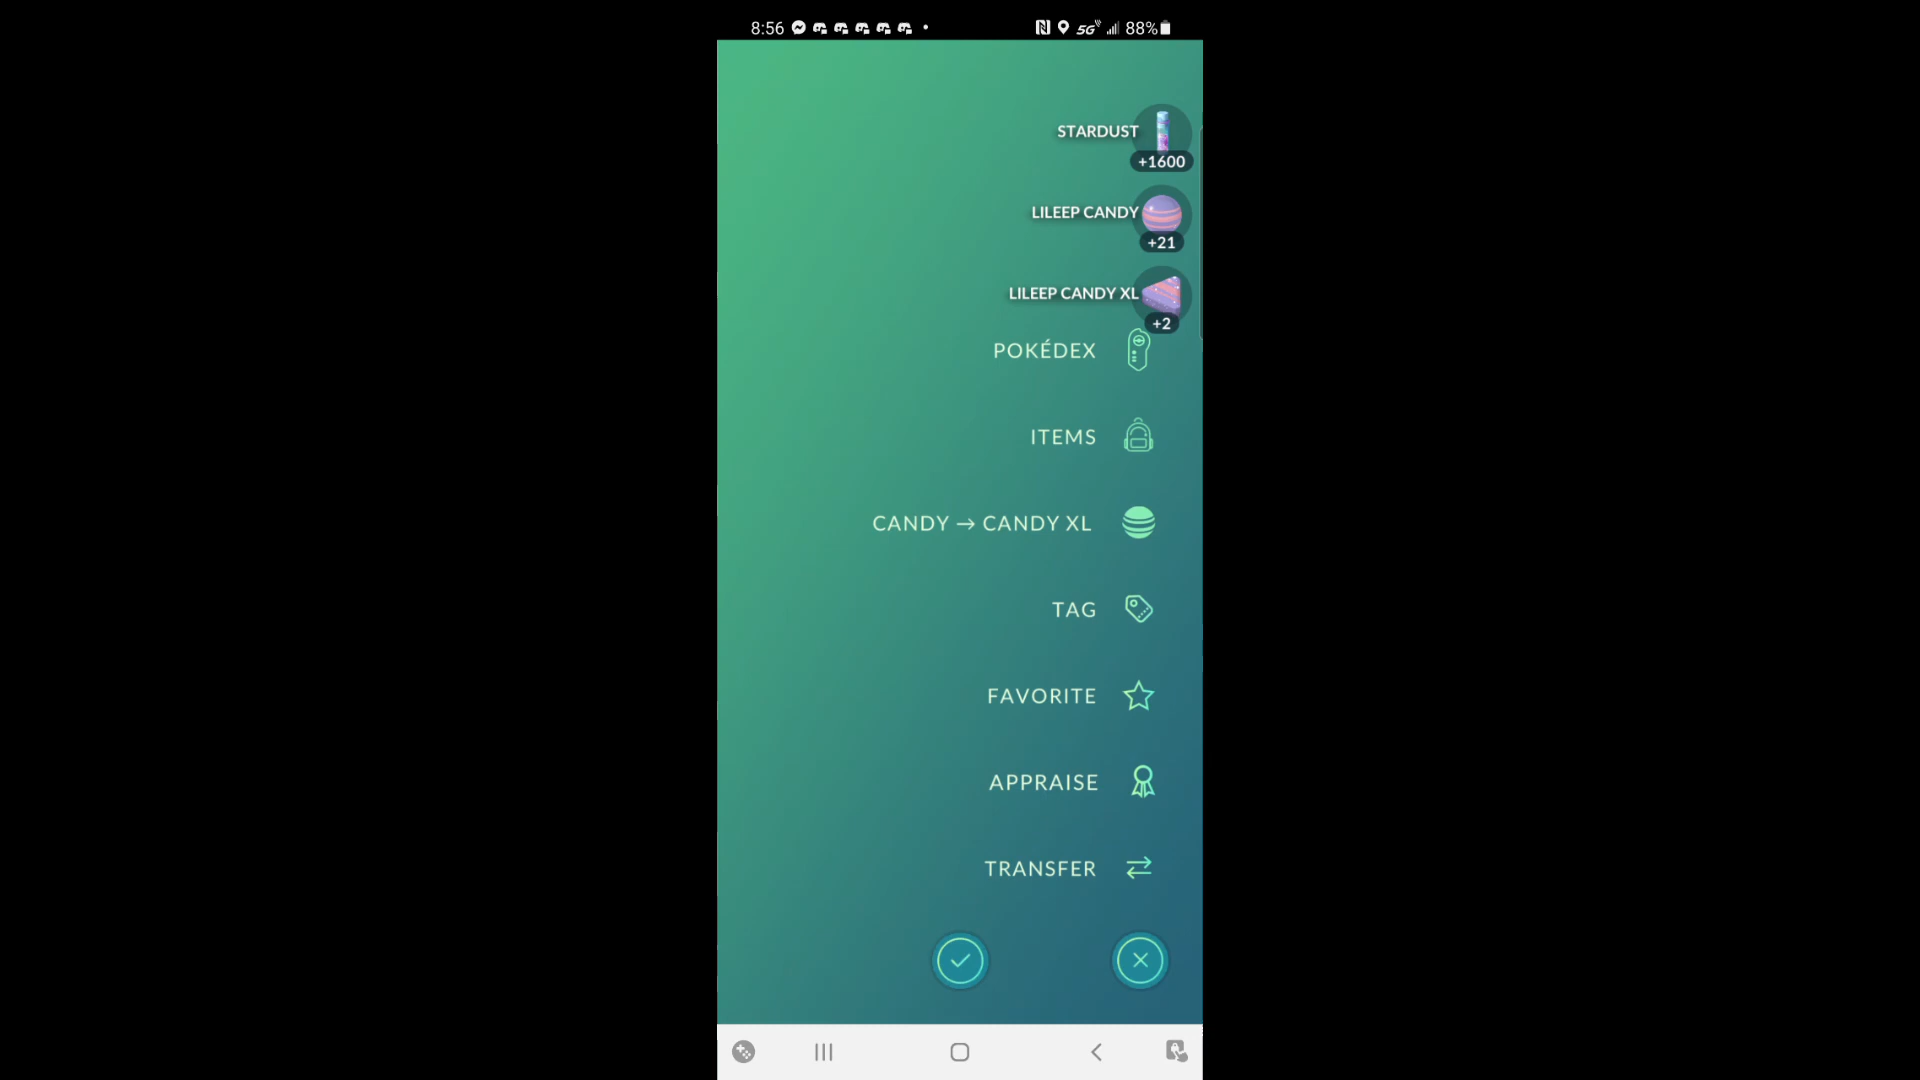 8:56 5G 88%
STARDUST
+1600
LILEEP CANDY
+21
LILEEP CANDY XL
+2
POKÉDEX
ITEMS
CANDY → CANDY XL
TAG
FAVORITE
APPRAISE
TRANSFER